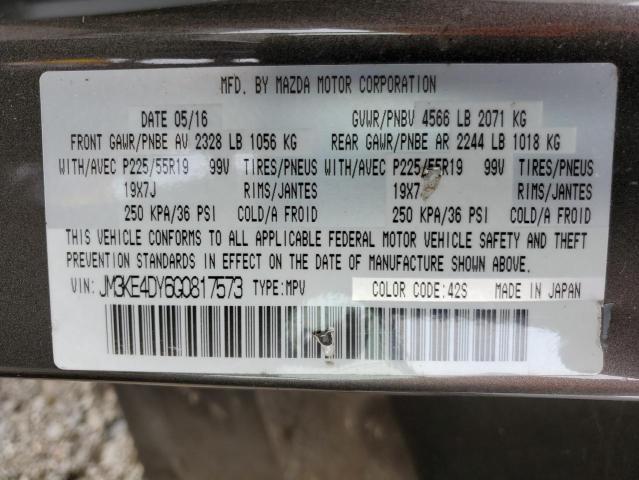 MFD. BY MAZDA MOTOR CORPORATION
DATE 05/16 GVWR/PNBV 4566 LB 2071 KG
FRONT GAWR/PNBE AV 2328 LB 1056 KG REAR GAWR/PNBE AR 2244 LB 1018 KG
WITH/AVEC P225/55R19 99V TIRES/PNEUS WITH/AVEC P225/55R19 99V TIRES/PNEUS
19X7J RIMS/JANTES 19X7J RIMS/JANTES
250 KPA/36 PSI COLD/A FROID 250 KPA/36 PSI COLD/A FROID
THIS VEHICLE CONFORMS TO ALL APPLICABLE FEDERAL MOTOR VEHICLE SAFETY AND THEFT
PREVENTION STANDARDS IN EFFECT ON THE DATE OF MANUFACTURE SHOWN ABOVE.
VIN: JM3KE4DY6G0817573 TYPE:MPV COLOR CODE:42S MADE IN JAPAN